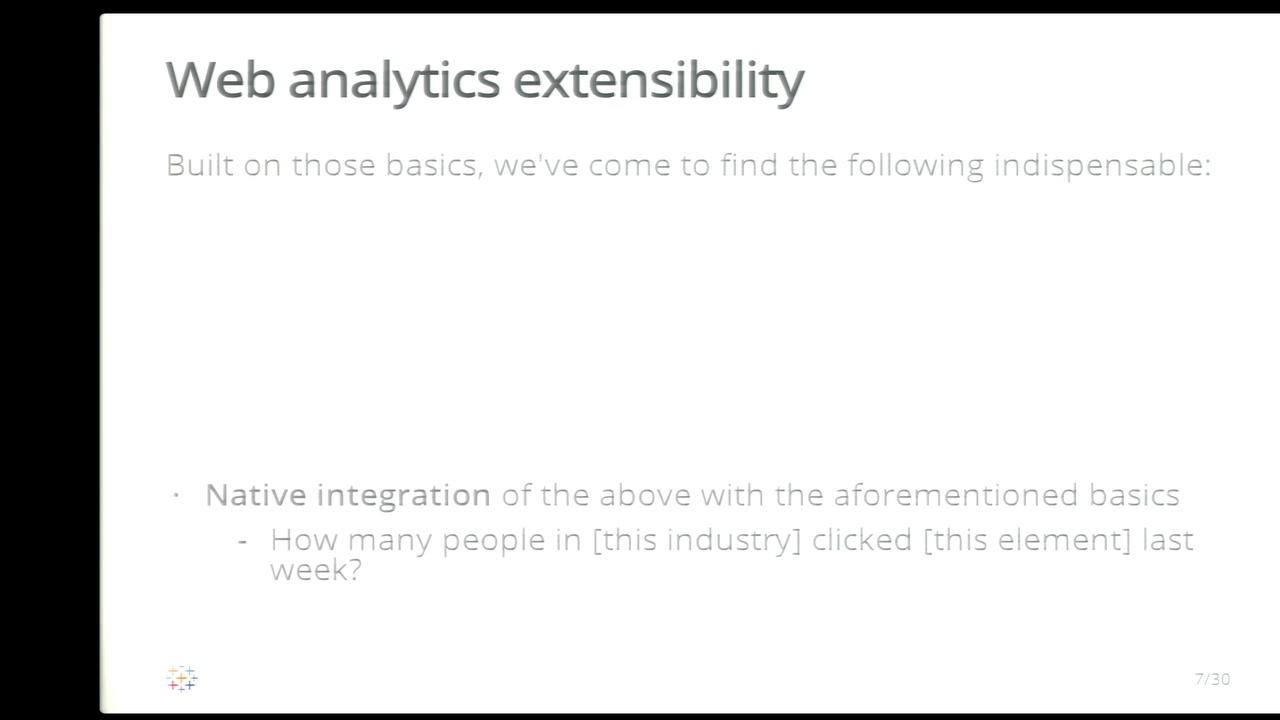 Web analytics extensibility
Built on those basics, we've come to find the following indispensable:
· Native integration of the above with the aforementioned basics
- How many people in [this industry] clicked [this element] last
week?
7/30